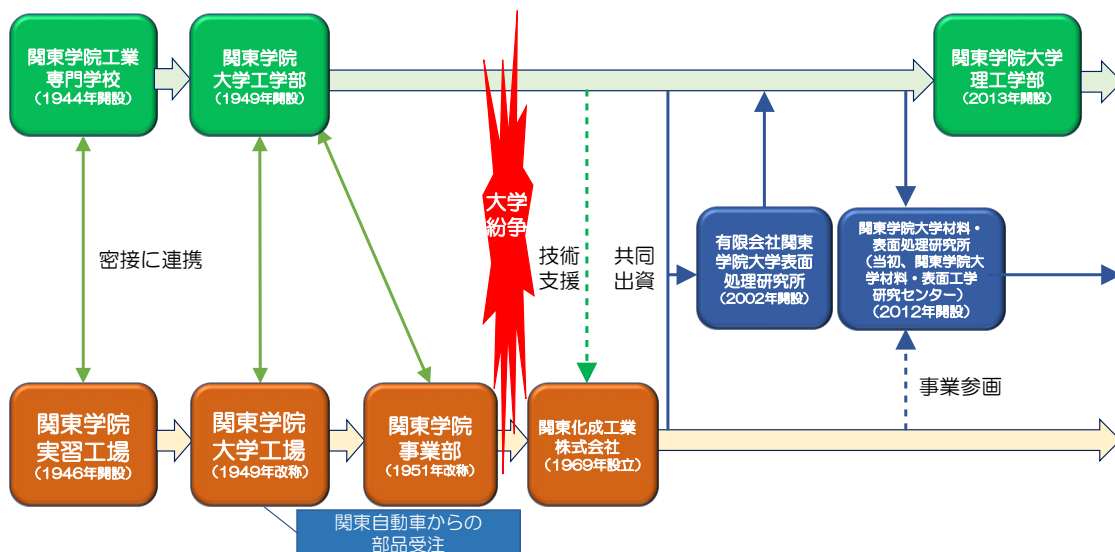 関東学院工業
専門学校
（1944年開設）
関東学院
大学工学部
（1949年開設）
関東学院大学
理工学部
（2013年開設）
大学
紛争
密接に連携
技術
支援
共同
出資
有限会社関東
学院大学表面
処理研究所
（2002年開設）
関東学院大学材料・
表面処理研究所
（当初、関東学院大
学材料・表面工学
研究センター）
（2012年開設）
事業参画
関東学院
実習工場
（1946年開設）
関東学院
大学工場
（1949年改称）
関東学院
事業部
（1951年改称）
関東化成工業
株式会社
（1969年設立）
関東自動車からの
部品受注